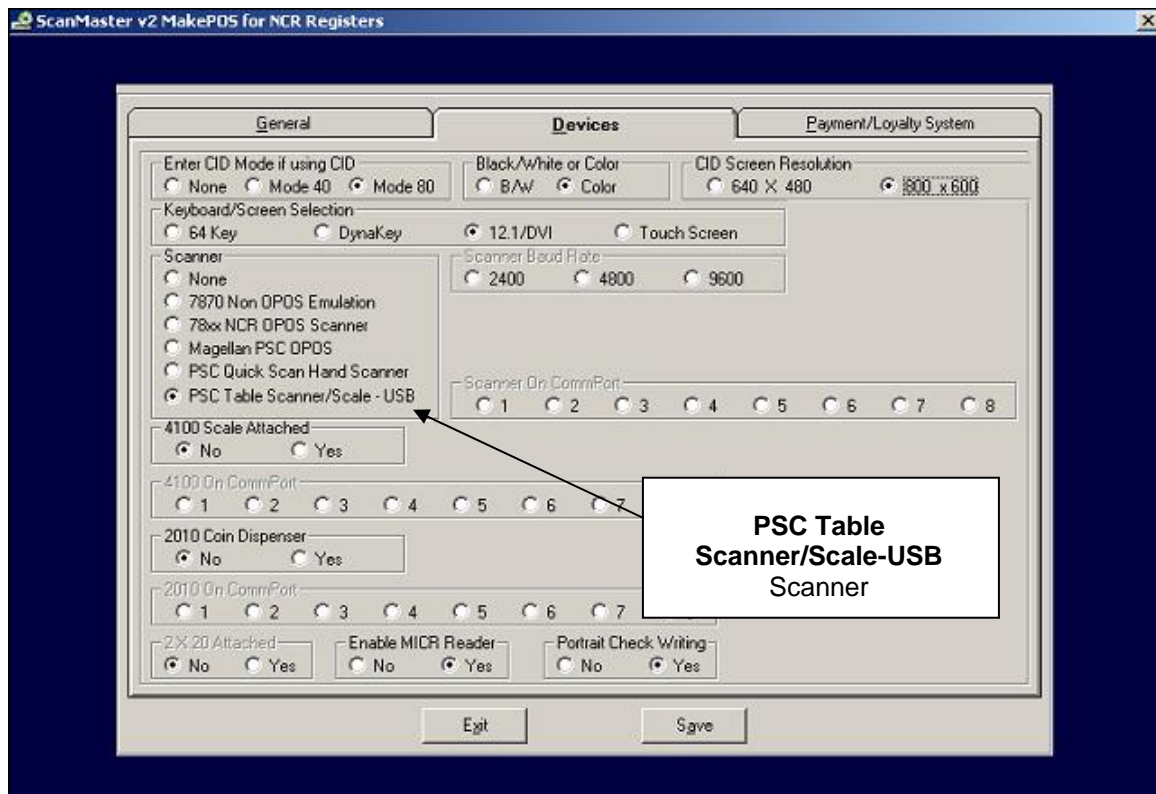 ScanMaster v2 MakePOS for NCR Registers
General Devices Payment/Loyalty System
Enter CID Mode if using CID Black/White or Color CID Screen Resolution
None Mode 40 Mode 80 B/W Color 640 X 480 800 x 600
Keyboard/Screen Selection
64 Key DynaKey 12.1/DVI Touch Screen
Scanner Scanner Baud Rate
None 2400 4800 9600
7870 Non OPOS Emulation
78xx NCR OPOS Scanner
Magellan PSC OPOS
PSC Quick Scan Hand Scanner
PSC Table Scanner/Scale - USB
Scanner On CommPort
1 2 3 4 5 6 7 8
4100 Scale Attached
No Yes
4100 On CommPort
1 2 3 4 5 6 7
2010 Coin Dispenser
No Yes
2010 On CommPort
1 2 3 4 5 6 7
PSC Table
Scanner/Scale-USB
Scanner
2 X 20 Attached Enable MICR Reader Portrait Check Writing
No Yes No Yes No Yes
Exit Save